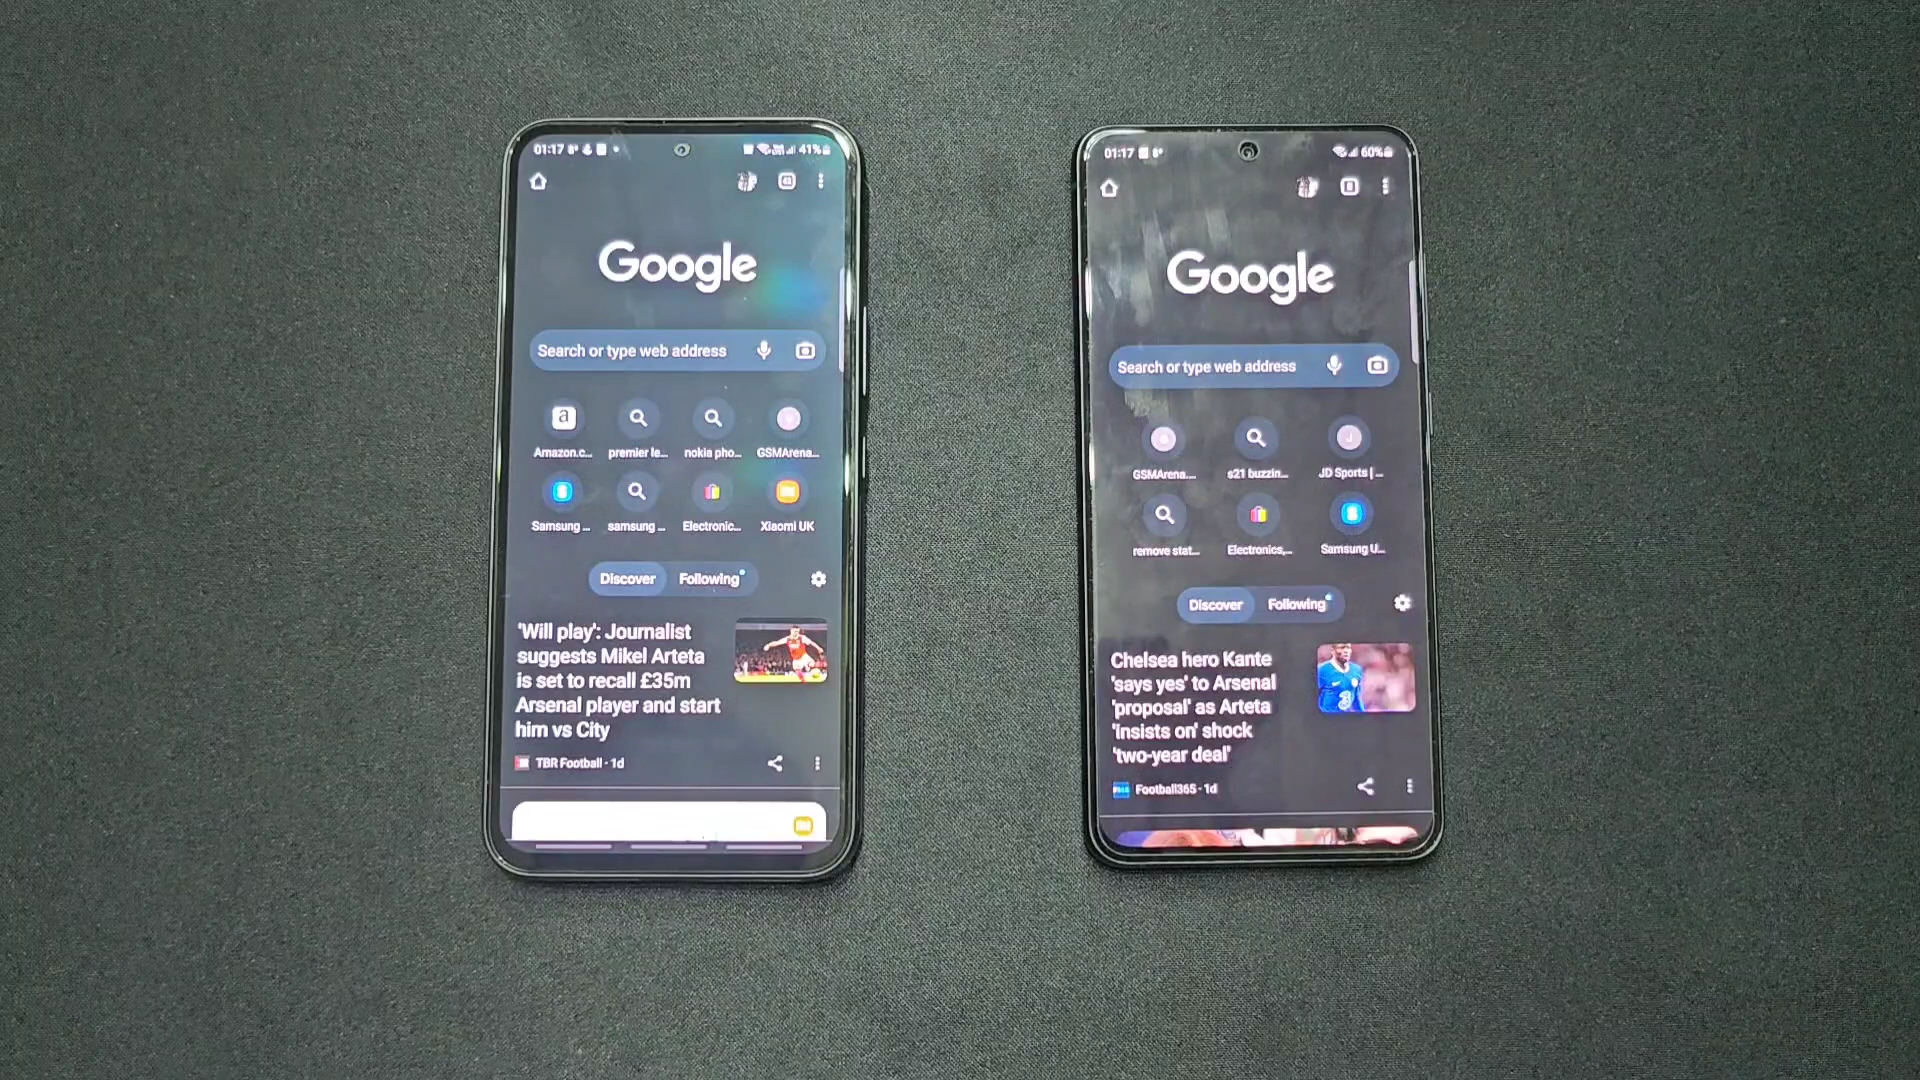 01:17
41%
Google
Search or type web address
Amazon.c...
premier le...
nokia pho...
GSMArena...
Samsung ...
samsung ...
Electronic...
Xiaomi UK
Discover
Following
'Will play': Journalist
suggests Mikel Arteta
is set to recall £35m
Arsenal player and start
him vs City
TBR Football · 1d
01:17
60%
Google
Search or type web address
GSMArena....
s21 buzzin...
JD Sports | ...
remove stat...
Electronics,...
Samsung U...
Discover
Following
Chelsea hero Kante
'says yes' to Arsenal
'proposal' as Arteta
'insists on' shock
'two-year deal'
Football365 · 1d